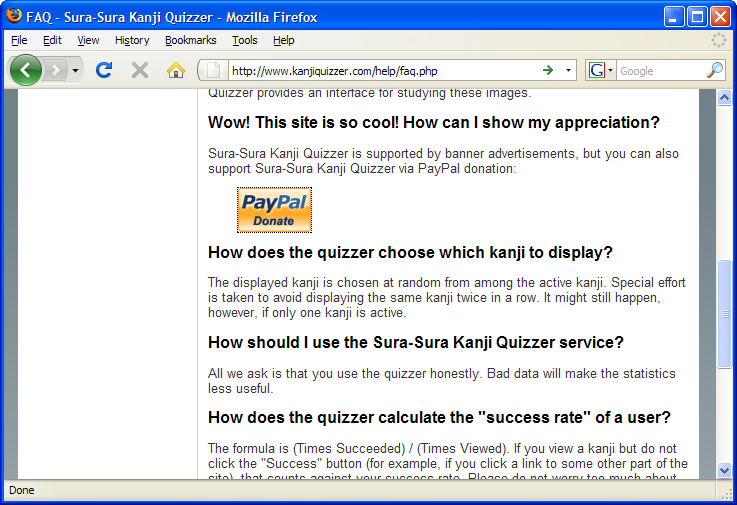 FAQ - Sura-Sura Kanji Quizzer - Mozilla Firefox
File Edit View History Bookmarks Tools Help
http://www.kanjiquizzer.com/help/faq.php
G Google
Quizzer provides an interface for studying these images.
Wow! This site is so cool! How can I show my appreciation?
Sura-Sura Kanji Quizzer is supported by banner advertisements, but you can also
support Sura-Sura Kanji Quizzer via PayPal donation:
PayPal
Donate
How does the quizzer choose which kanji to display?
The displayed kanji is chosen at random from among the active kanji. Special effort
is taken to avoid displaying the same kanji twice in a row. It might still happen,
however, if only one kanji is active.
How should I use the Sura-Sura Kanji Quizzer service?
All we ask is that you use the quizzer honestly. Bad data will make the statistics
less useful.
How does the quizzer calculate the "success rate" of a user?
The formula is (Times Succeeded) / (Times Viewed). If you view a kanji but do not
click the "Success" button (for example, if you click a link to some other part of the
site), that counts against your success rate. Please do not worry too much about
Done